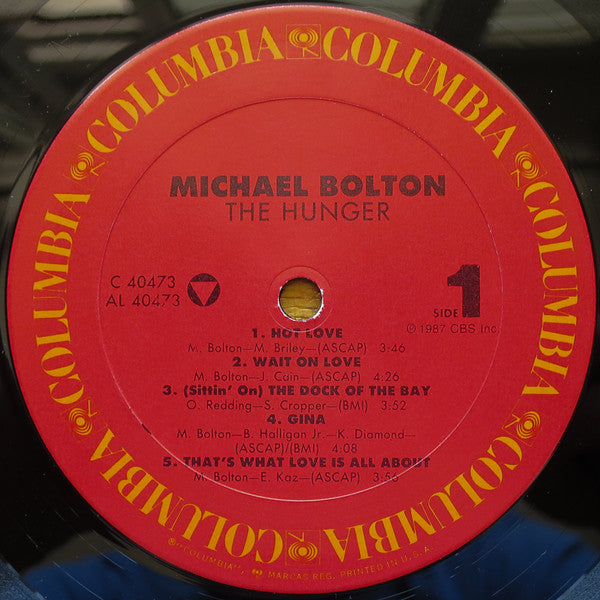 COLUMBIA COLUMBIA COLUMBIA COLUMBIA COLUMBIA COLUMBIA
MICHAEL BOLTON
THE HUNGER
C 40473
AL 40473
SIDE 1
℗ 1987 CBS Inc.
1. HOT LOVE
M. Bolton—M. Briley—(ASCAP) 3:46
2. WAIT ON LOVE
M. Bolton—J. Cain—(ASCAP) 4:26
3. (Sittin' On) THE DOCK OF THE BAY
O. Redding—S. Cropper—(BMI) 3:52
4. GINA
M. Bolton—B. Halligan Jr.—K. Diamond—
(ASCAP)/(BMI) 4:08
5. THAT'S WHAT LOVE IS ALL ABOUT
M. Bolton—E. Kaz—(ASCAP) 3:56
®"COLUMBIA", MARCAS REG. PRINTED IN U.S.A.